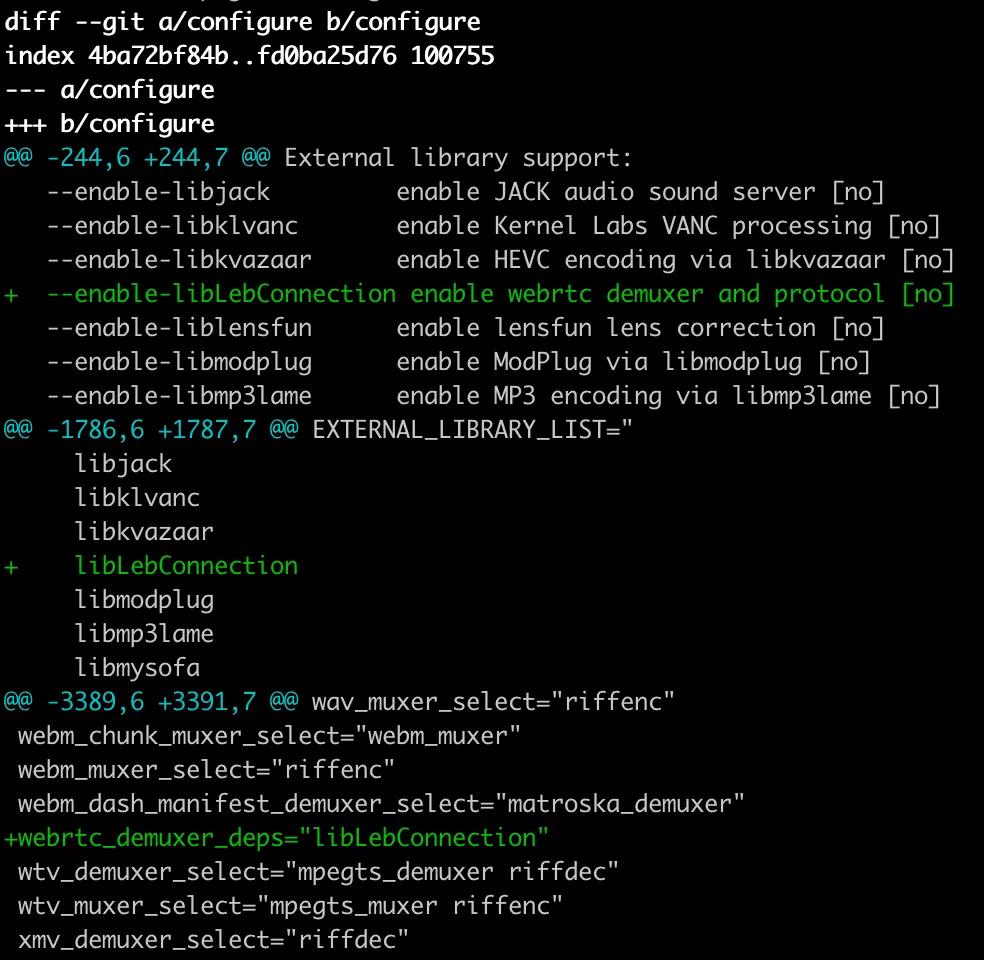 diff --git a/configure b/configure
index 4ba72bf84b..fd0ba25d76 100755
--- a/configure
+++ b/configure
@@ -244,6 +244,7 @@ External library support:
   --enable-libjack         enable JACK audio sound server [no]
   --enable-libklvanc       enable Kernel Labs VANC processing [no]
   --enable-libkvazaar      enable HEVC encoding via libkvazaar [no]
+  --enable-libLebConnection enable webrtc demuxer and protocol [no]
   --enable-liblensfun      enable lensfun lens correction [no]
   --enable-libmodplug      enable ModPlug via libmodplug [no]
   --enable-libmp3lame      enable MP3 encoding via libmp3lame [no]
@@ -1786,6 +1787,7 @@ EXTERNAL_LIBRARY_LIST="
     libjack
     libklvanc
     libkvazaar
+    libLebConnection
     libmodplug
     libmp3lame
     libmysofa
@@ -3389,6 +3391,7 @@ wav_muxer_select="riffenc"
 webm_chunk_muxer_select="webm_muxer"
 webm_muxer_select="riffenc"
 webm_dash_manifest_demuxer_select="matroska_demuxer"
+webrtc_demuxer_deps="libLebConnection"
 wtv_demuxer_select="mpegts_demuxer riffdec"
 wtv_muxer_select="mpegts_muxer riffenc"
 xmv_demuxer_select="riffdec"